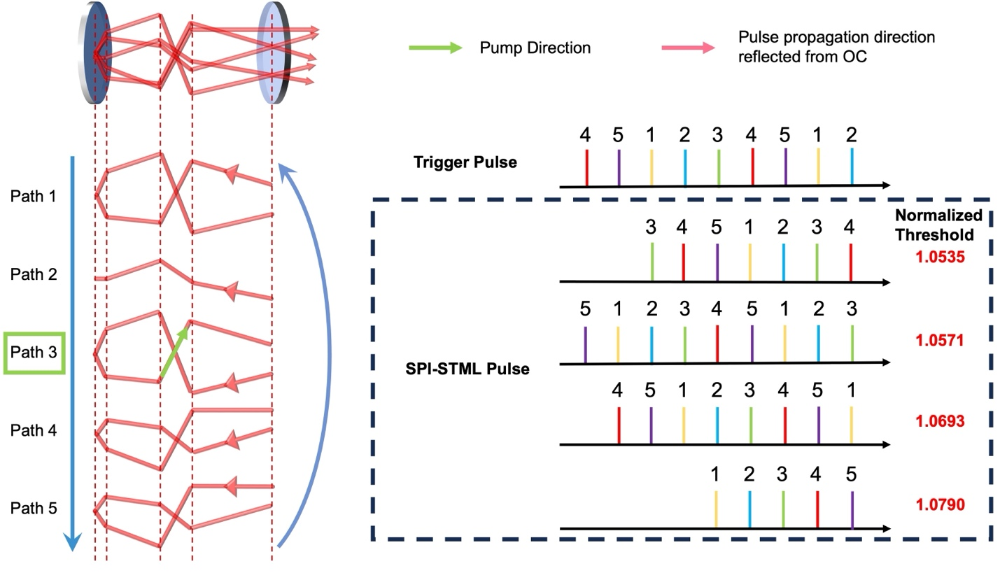 Pump Direction
Pulse propagation direction
reflected from OC
Trigger Pulse
4 5 1 2 3 4 5 1 2
Path 1
Path 2
Path 3
Path 4
Path 5
SPI-STML Pulse
Normalized
Threshold
3 4 5 1 2 3 4
1.0535
5 1 2 3 4 5 1 2 3
1.0571
4 5 1 2 3 4 5 1
1.0693
1 2 3 4 5
1.0790